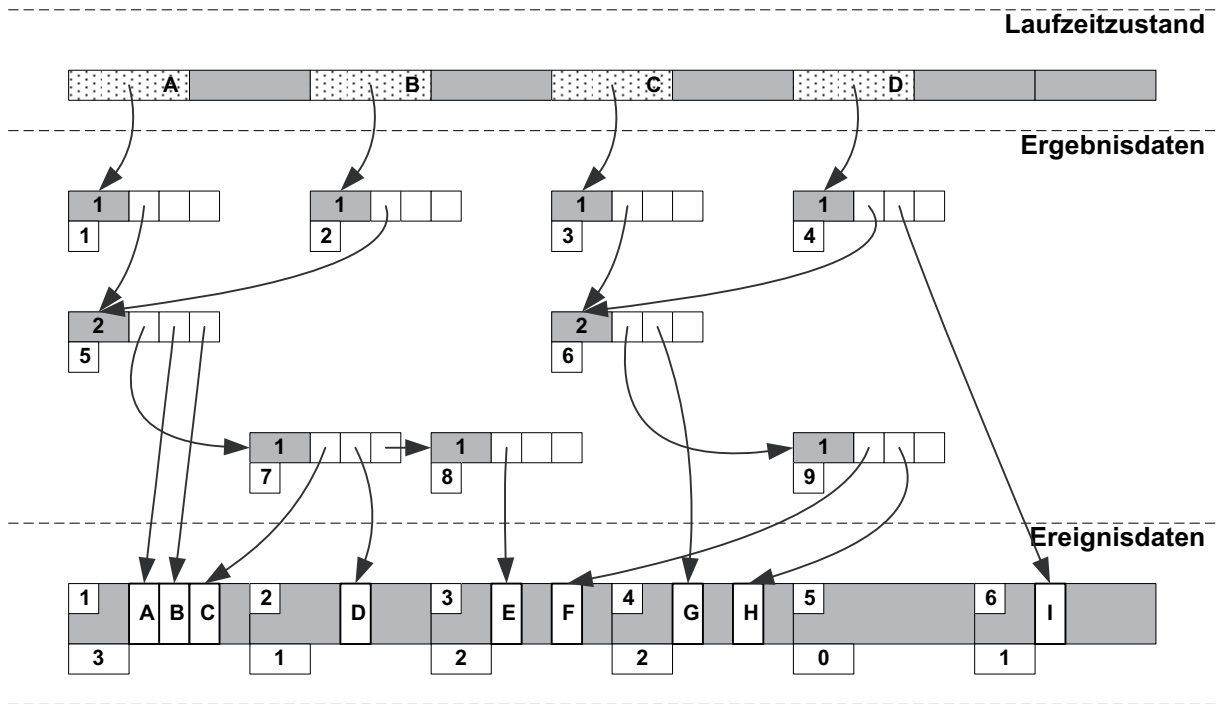 Laufzeitzustand
A B C D
Ergebnisdaten
1 1 1 1
1 2 3 4
2 2
5 6
1 1 1
7 8 9
Ereignisdaten
1 A B C 2 D 3 E F 4 G H 5 6 I
3 1 2 2 0 1